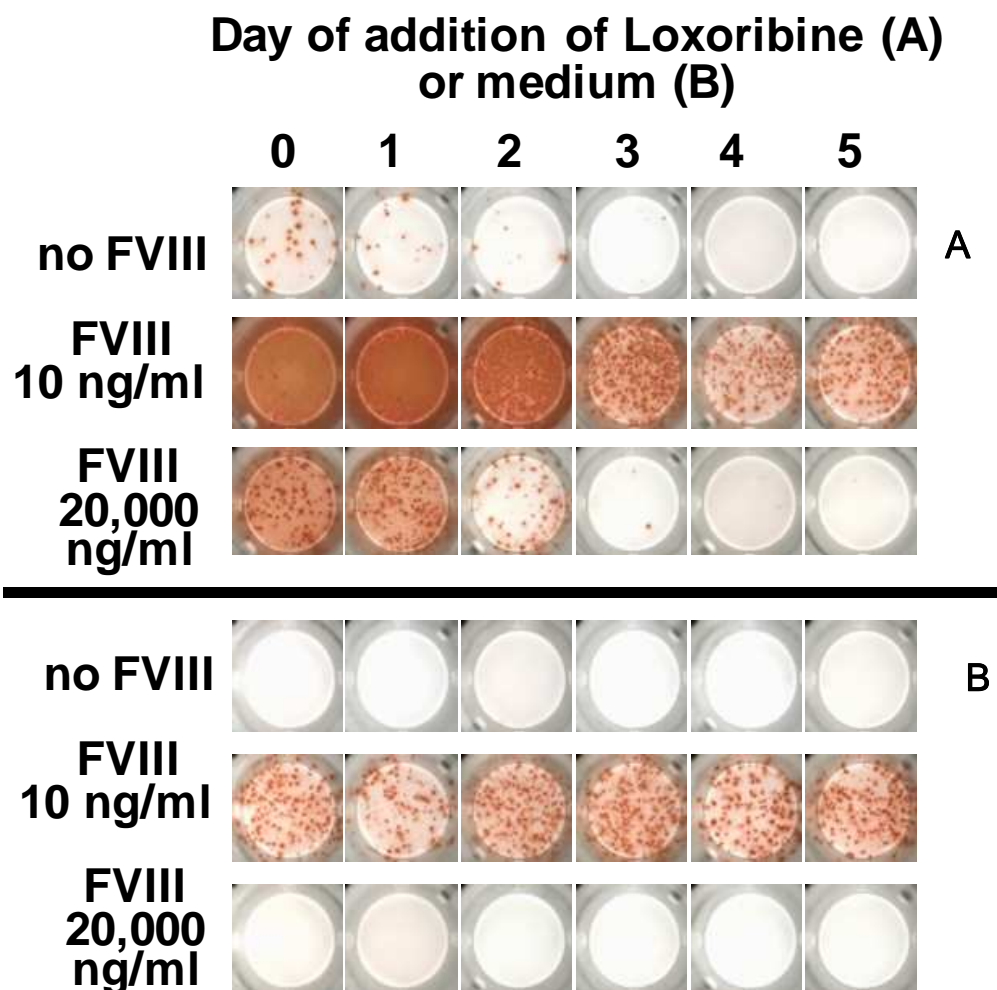 Day of addition of Loxoribine (A)
or medium (B)
0 1 2 3 4 5
no FVIII
A
FVIII
10 ng/ml
FVIII
20,000
ng/ml
no FVIII
B
FVIII
10 ng/ml
FVIII
20,000
ng/ml